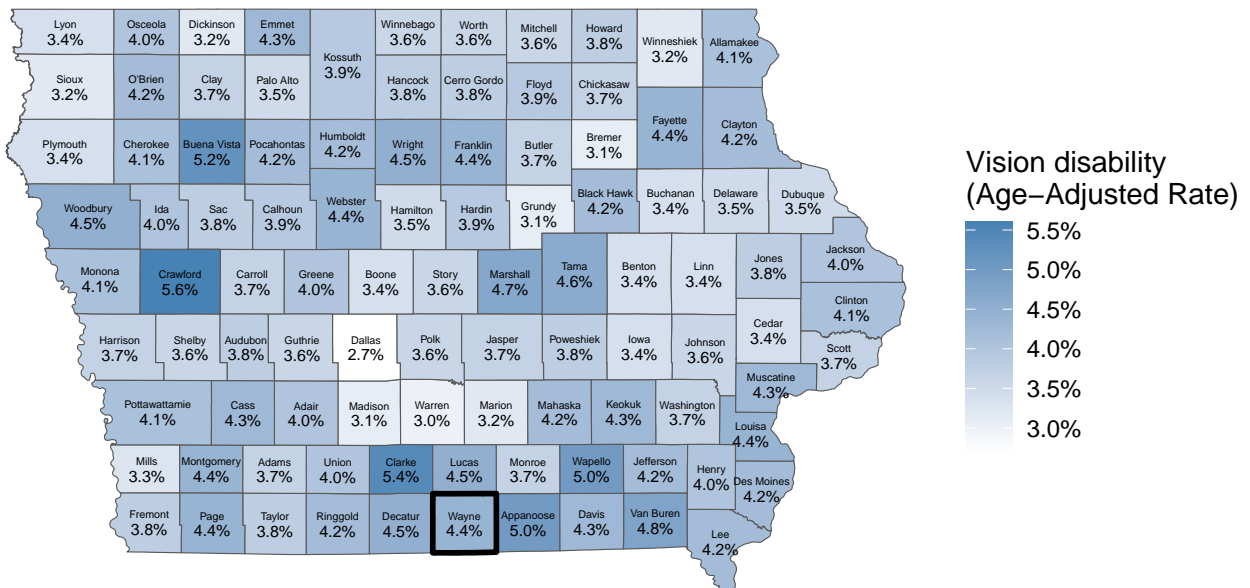 Lyon
3.4%
Osceola
4.0%
Dickinson
3.2%
Emmet
4.3%
Kossuth
3.9%
Winnebago
3.6%
Worth
3.6%
Mitchell
3.6%
Howard
3.8%
Winneshiek
3.2%
Allamakee
4.1%
Sioux
3.2%
O'Brien
4.2%
Clay
3.7%
Palo Alto
3.5%
Hancock
3.8%
Cerro Gordo
3.8%
Floyd
3.9%
Chickasaw
3.7%
Fayette
4.4%
Clayton
4.2%
Plymouth
3.4%
Cherokee
4.1%
Buena Vista
5.2%
Pocahontas
4.2%
Humboldt
4.2%
Wright
4.5%
Franklin
4.4%
Butler
3.7%
Bremer
3.1%
Woodbury
4.5%
Ida
4.0%
Sac
3.8%
Calhoun
3.9%
Webster
4.4%
Hamilton
3.5%
Hardin
3.9%
Grundy
3.1%
Black Hawk
4.2%
Buchanan
3.4%
Delaware
3.5%
Dubuque
3.5%
Monona
4.1%
Crawford
5.6%
Carroll
3.7%
Greene
4.0%
Boone
3.4%
Story
3.6%
Marshall
4.7%
Tama
4.6%
Benton
3.4%
Linn
3.4%
Jones
3.8%
Jackson
4.0%
Clinton
4.1%
Harrison
3.7%
Shelby
3.6%
Audubon
3.8%
Guthrie
3.6%
Dallas
2.7%
Polk
3.6%
Jasper
3.7%
Poweshiek
3.8%
Iowa
3.4%
Johnson
3.6%
Cedar
3.4%
Scott
3.7%
Muscatine
4.3%
Pottawattamie
4.1%
Cass
4.3%
Adair
4.0%
Madison
3.1%
Warren
3.0%
Marion
3.2%
Mahaska
4.2%
Keokuk
4.3%
Washington
3.7%
Louisa
4.4%
Mills
3.3%
Montgomery
4.4%
Adams
3.7%
Union
4.0%
Clarke
5.4%
Lucas
4.5%
Monroe
3.7%
Wapello
5.0%
Jefferson
4.2%
Henry
4.0%
Des Moines
4.2%
Fremont
3.8%
Page
4.4%
Taylor
3.8%
Ringgold
4.2%
Decatur
4.5%
Wayne
4.4%
Appanoose
5.0%
Davis
4.3%
Van Buren
4.8%
Lee
4.2%
Vision disability
(Age−Adjusted Rate)
5.5%
5.0%
4.5%
4.0%
3.5%
3.0%